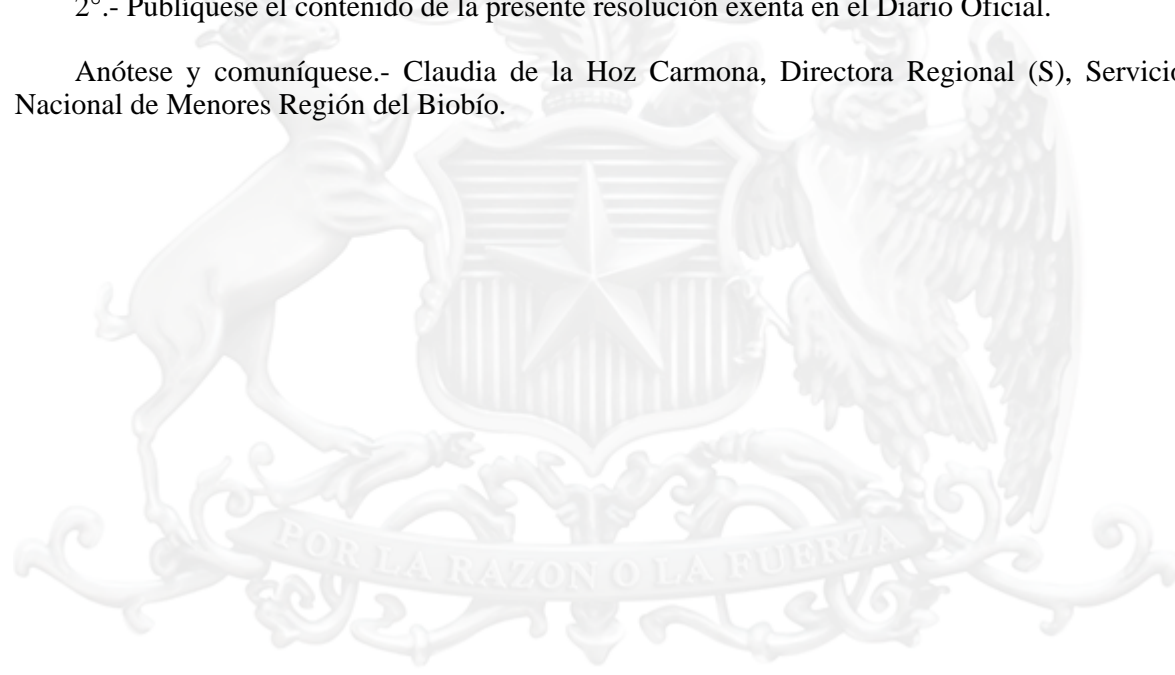 2°.- Publíquese el contenido de la presente resolución exenta en el Diario Oficial.
Anótese y comuníquese.- Claudia de la Hoz Carmona, Directora Regional (S), Servicio
Nacional de Menores Región del Biobío.
POR LA RAZON O LA FUERZA